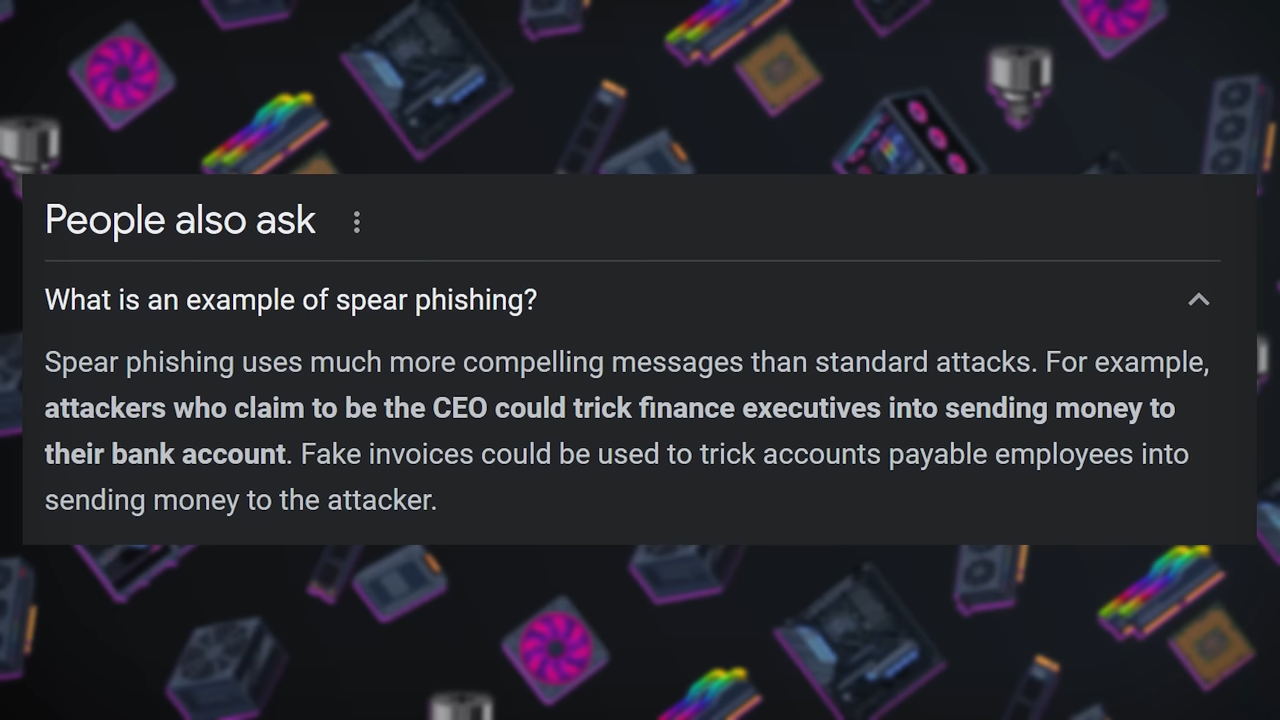 People also ask
What is an example of spear phishing?
Spear phishing uses much more compelling messages than standard attacks. For example,
attackers who claim to be the CEO could trick finance executives into sending money to
their bank account. Fake invoices could be used to trick accounts payable employees into
sending money to the attacker.